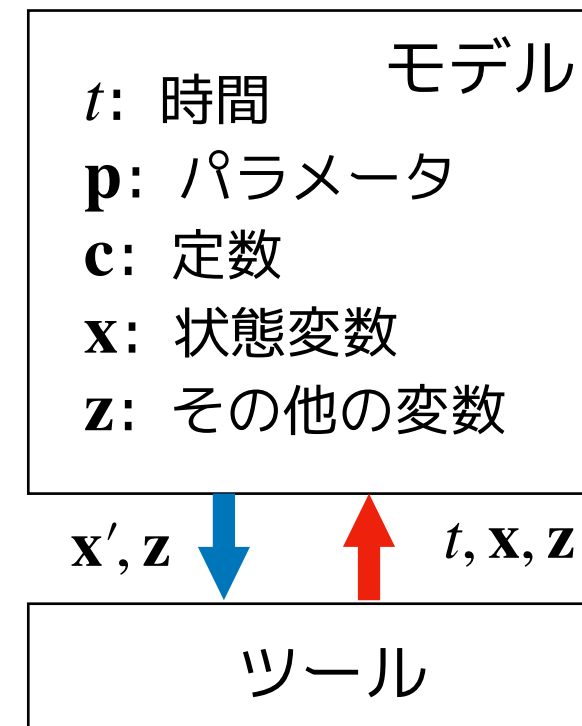 モデル
t: 時間
p: パラメータ
c: 定数
x: 状態変数
z: その他の変数
x′, z
t, x, z
ツール